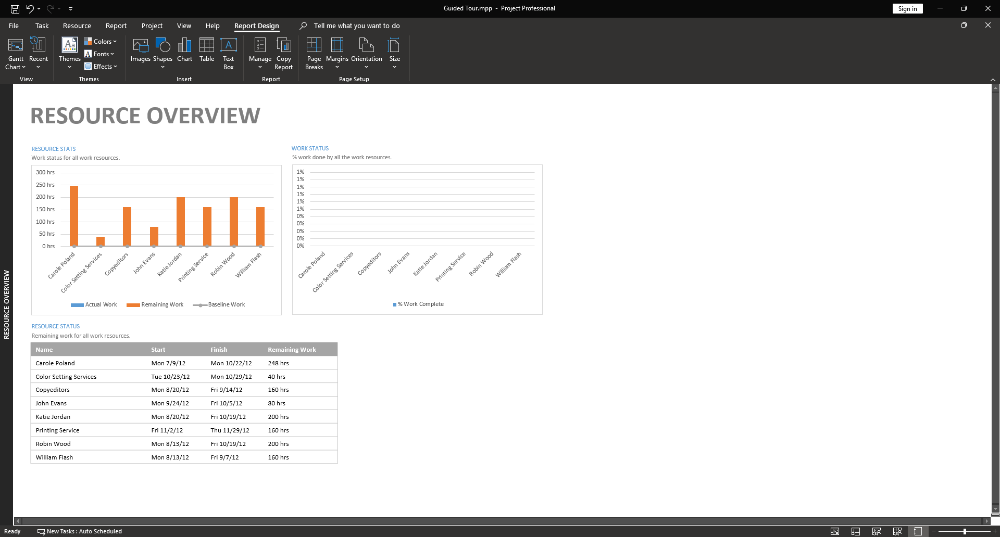 Guided Tour.mpp - Project Professional
Sign in
File Task Resource Report Project View Help Report Design Tell me what you want to do
Gantt Chart
Recent
View
Themes
Colors
Fonts
Effects
Themes
Images
Shapes
Chart
Table
Text Box
Insert
Manage
Copy Report
Report
Page Breaks
Margins
Orientation
Size
Page Setup
RESOURCE OVERVIEW
RESOURCE OVERVIEW
RESOURCE STATS
Work status for all work resources.
300 hrs
250 hrs
200 hrs
150 hrs
100 hrs
50 hrs
0 hrs
Carole Poland
Color Setting Services
Copyeditors
John Evans
Katie Jordan
Printing Service
Robin Wood
William Flash
Actual Work Remaining Work Baseline Work
WORK STATUS
% work done by all the work resources.
1%
1%
1%
1%
1%
1%
0%
0%
0%
0%
0%
Carole Poland
Color Setting Services
Copyeditors
John Evans
Katie Jordan
Printing Service
Robin Wood
William Flash
% Work Complete
RESOURCE STATUS
Remaining work for all work resources.
Name Start Finish Remaining Work
Carole Poland Mon 7/9/12 Mon 10/22/12 248 hrs
Color Setting Services Tue 10/23/12 Mon 10/29/12 40 hrs
Copyeditors Mon 8/20/12 Fri 9/14/12 160 hrs
John Evans Mon 9/24/12 Fri 10/5/12 80 hrs
Katie Jordan Mon 8/20/12 Fri 10/19/12 200 hrs
Printing Service Fri 11/2/12 Thu 11/29/12 160 hrs
Robin Wood Mon 8/13/12 Fri 10/19/12 200 hrs
William Flash Mon 8/13/12 Fri 9/7/12 160 hrs
Ready New Tasks : Auto Scheduled